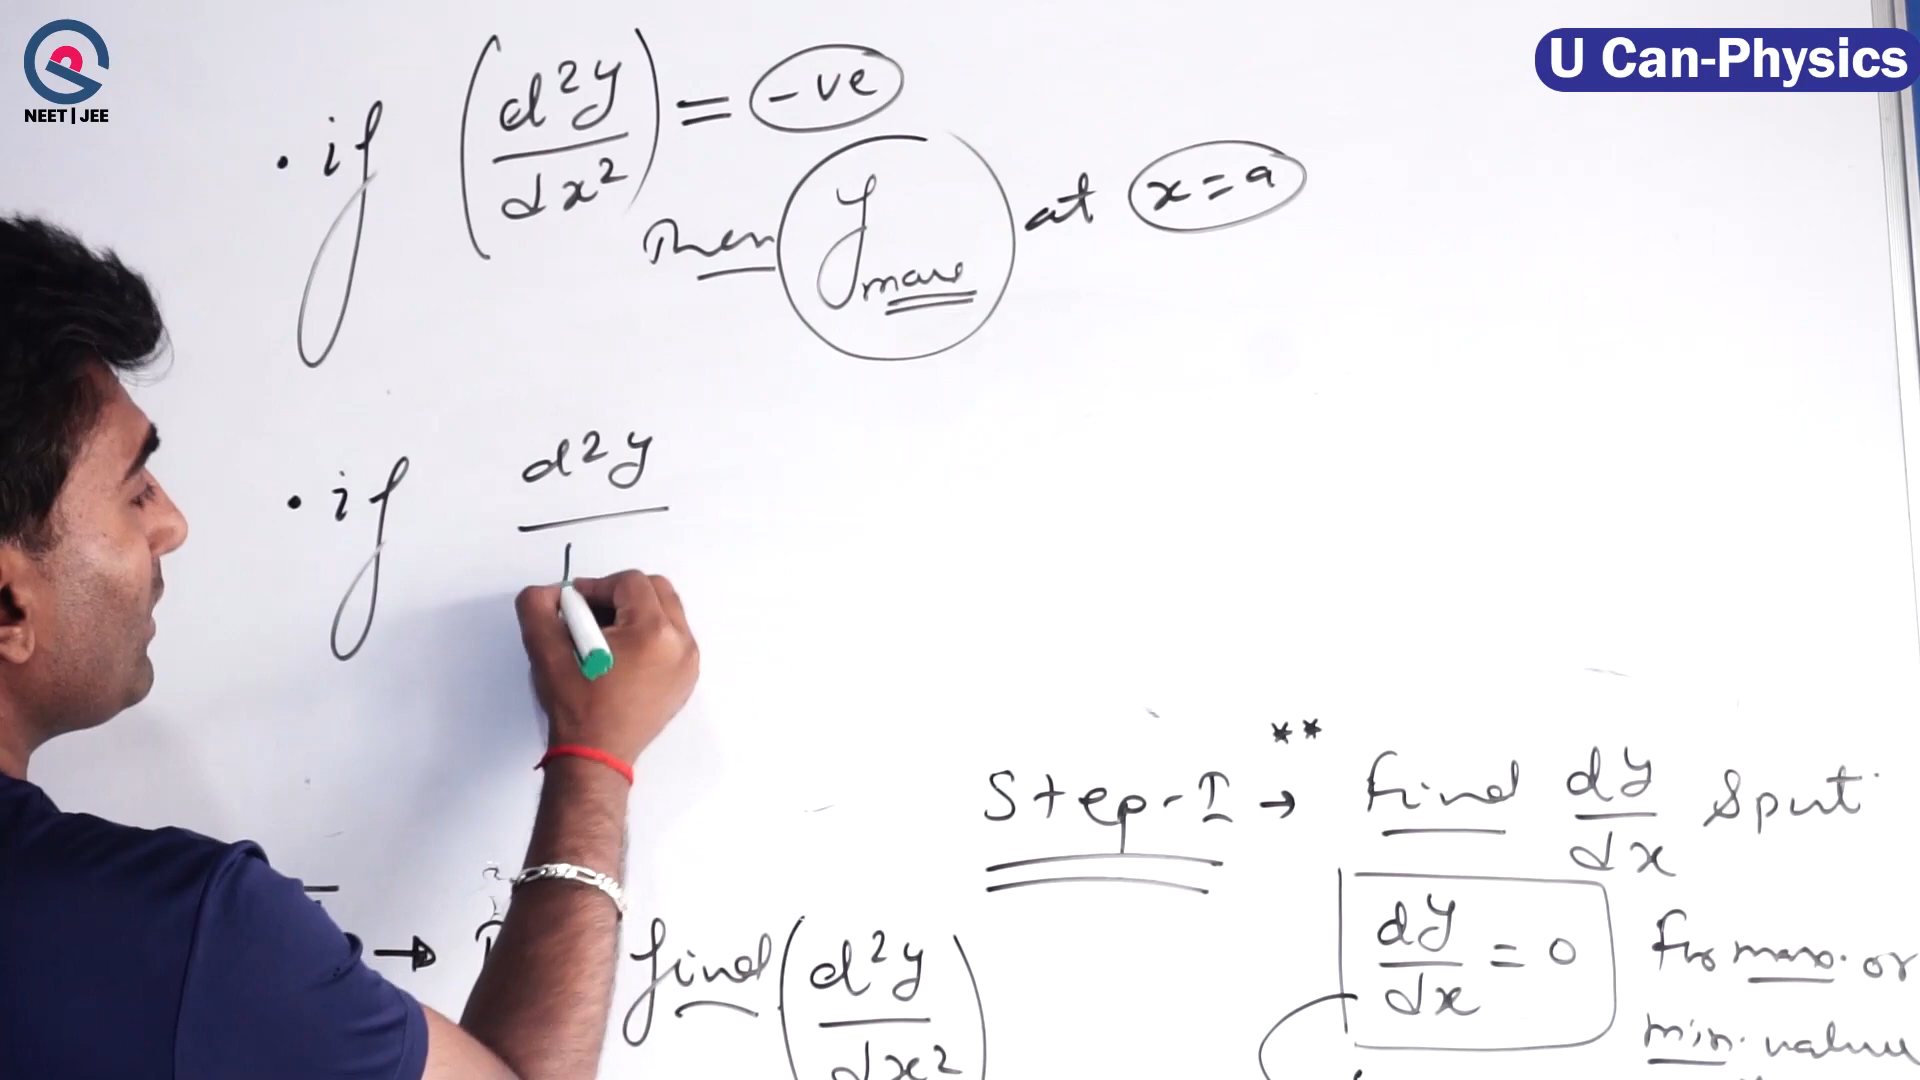 NEET|JEE
U Can-Physics
• if (d²y/dx²) = -ve
Then y max at x = a
• if d²y
Step-I → ** Find dy/dx & put
dy/dx = 0 for max. or
min. value
→ find (d²y/dx²)